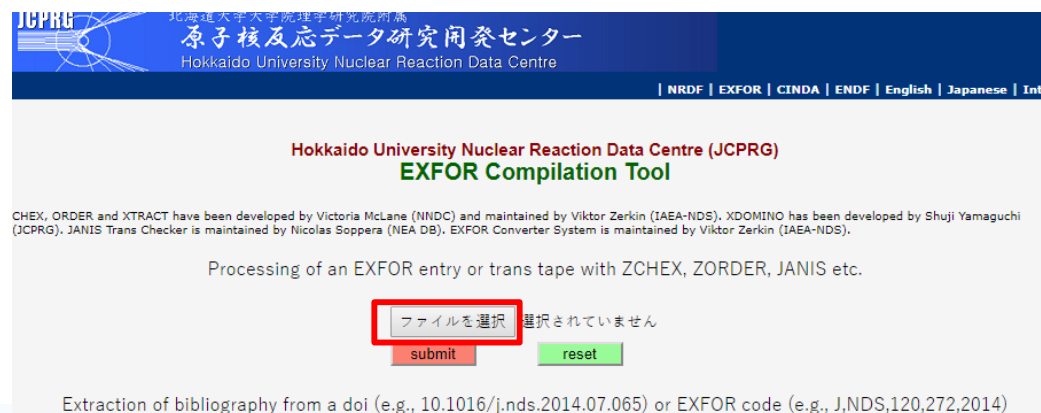 JCPRG
北海道大学大学院理学研究院附属
原子核反応データ研究開発センター
Hokkaido University Nuclear Reaction Data Centre
| NRDF | EXFOR | CINDA | ENDF | English | Japanese | Int
Hokkaido University Nuclear Reaction Data Centre (JCPRG)
EXFOR Compilation Tool
CHEX, ORDER and XTRACT have been developed by Victoria McLane (NNDC) and maintained by Viktor Zerkin (IAEA-NDS). XDOMINO has been developed by Shuji Yamaguchi
(JCPRG). JANIS Trans Checker is maintained by Nicolas Soppera (NEA DB). EXFOR Converter System is maintained by Viktor Zerkin (IAEA-NDS).
Processing of an EXFOR entry or trans tape with ZCHEX, ZORDER, JANIS etc.
ファイルを選択 選択されていません
submit reset
Extraction of bibliography from a doi (e.g., 10.1016/j.nds.2014.07.065) or EXFOR code (e.g., J,NDS,120,272,2014)